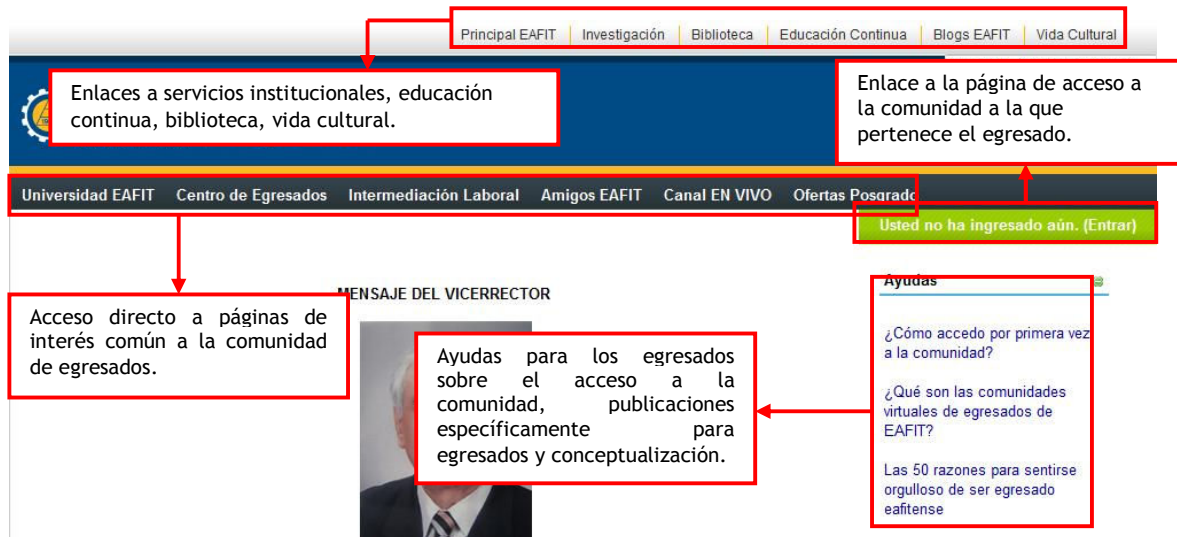 Principal EAFIT | Investigación | Biblioteca | Educación Continua | Blogs EAFIT | Vida Cultural
Enlaces a servicios institucionales, educación
continua, biblioteca, vida cultural.
Enlace a la página de acceso a
la comunidad a la que
pertenece el egresado.
Universidad EAFIT Centro de Egresados Intermediación Laboral Amigos EAFIT Canal EN VIVO Ofertas Posgrado
Usted no ha ingresado aún. (Entrar)
MENSAJE DEL VICERRECTOR
Acceso directo a páginas de
interés común a la comunidad
de egresados.
Ayudas para los egresados
sobre el acceso a la
comunidad, publicaciones
específicamente para
egresados y conceptualización.
Ayudas
¿Cómo accedo por primera vez
a la comunidad?
¿Qué son las comunidades
virtuales de egresados de
EAFIT?
Las 50 razones para sentirse
orgulloso de ser egresado
eafitense